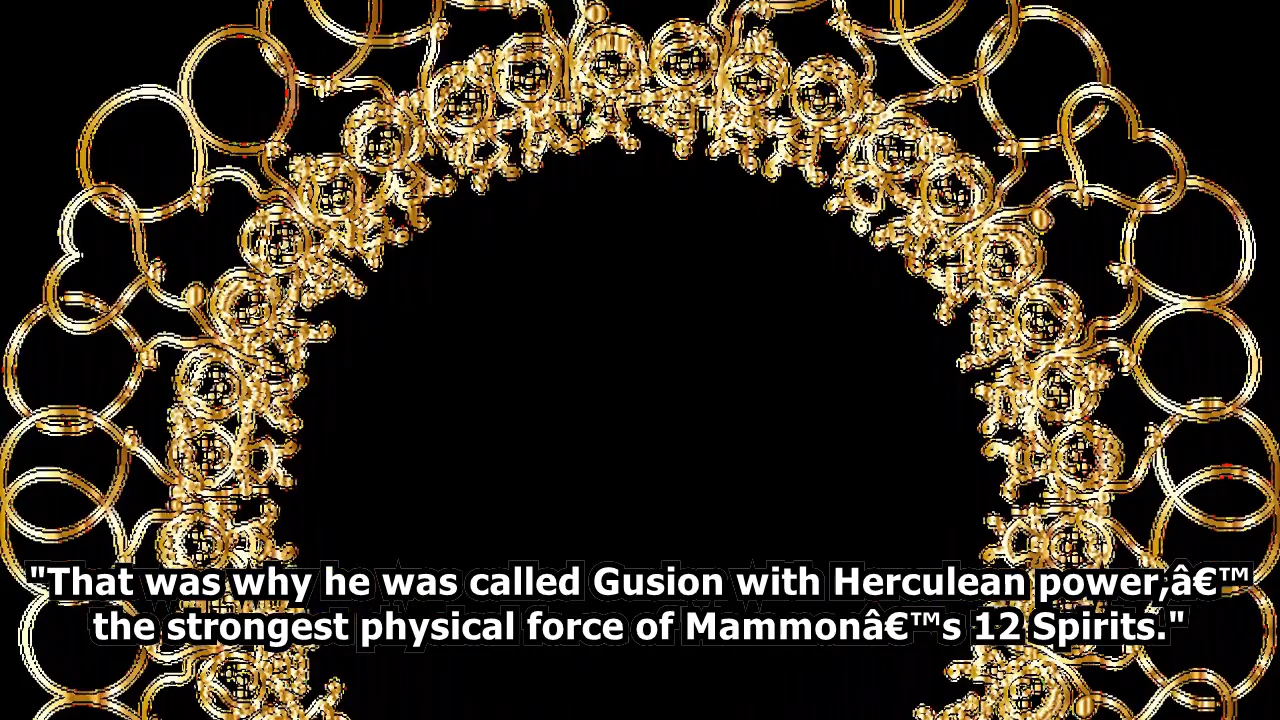 "That was why he was called Gusion with Herculean power,â€™
the strongest physical force of Mammonâ€™s 12 Spirits."